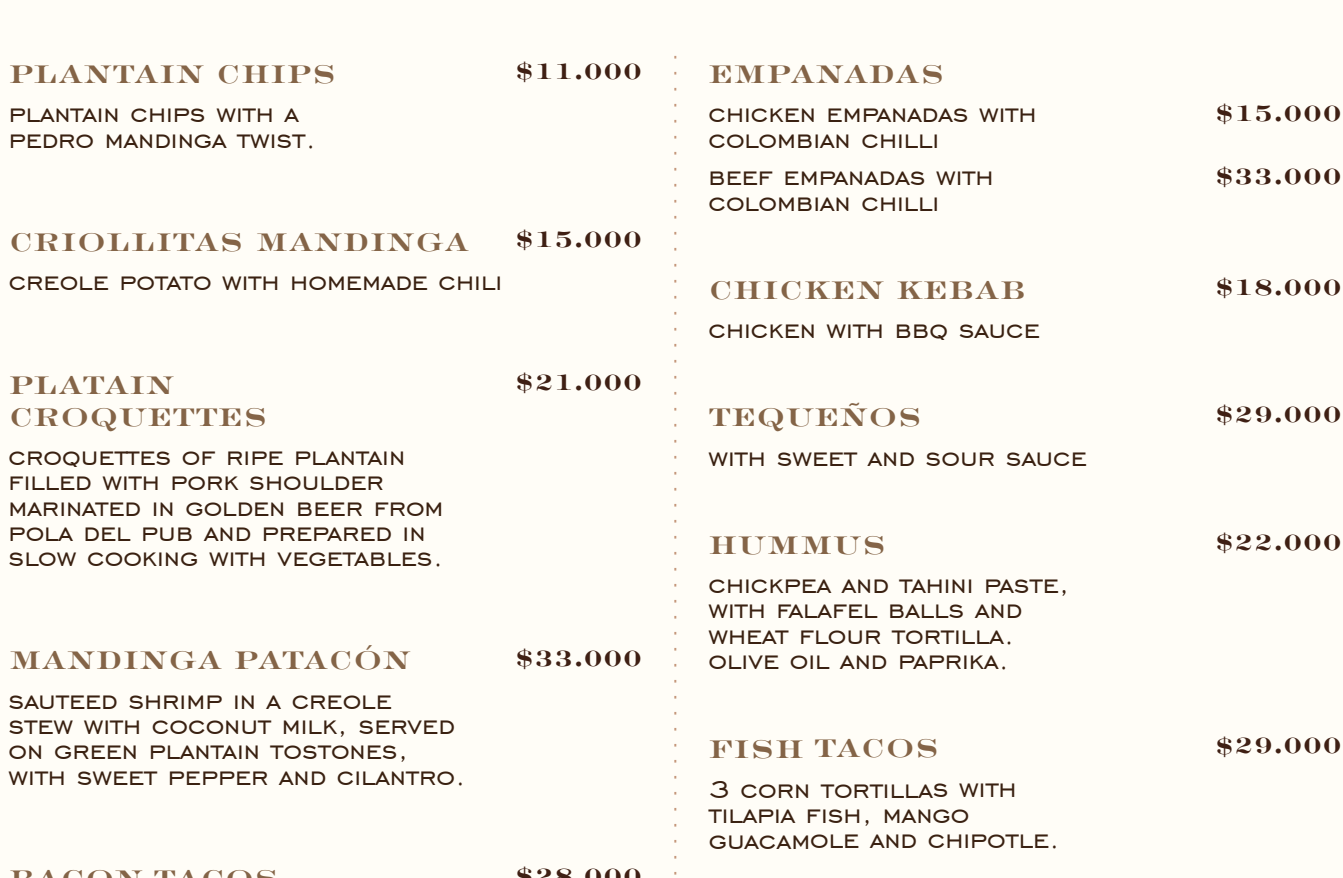 PLANTAIN CHIPS $11.000
PLANTAIN CHIPS WITH A
PEDRO MANDINGA TWIST.
CRIOLLITAS MANDINGA $15.000
CREOLE POTATO WITH HOMEMADE CHILI
PLATAIN $21.000
CROQUETTES
CROQUETTES OF RIPE PLANTAIN
FILLED WITH PORK SHOULDER
MARINATED IN GOLDEN BEER FROM
POLA DEL PUB AND PREPARED IN
SLOW COOKING WITH VEGETABLES.
MANDINGA PATACÓN $33.000
SAUTEED SHRIMP IN A CREOLE
STEW WITH COCONUT MILK, SERVED
ON GREEN PLANTAIN TOSTONES,
WITH SWEET PEPPER AND CILANTRO.
BACON TACOS $28.000
EMPANADAS
CHICKEN EMPANADAS WITH $15.000
COLOMBIAN CHILLI
BEEF EMPANADAS WITH $33.000
COLOMBIAN CHILLI
CHICKEN KEBAB $18.000
CHICKEN WITH BBQ SAUCE
TEQUEÑOS $29.000
WITH SWEET AND SOUR SAUCE
HUMMUS $22.000
CHICKPEA AND TAHINI PASTE,
WITH FALAFEL BALLS AND
WHEAT FLOUR TORTILLA.
OLIVE OIL AND PAPRIKA.
FISH TACOS $29.000
3 CORN TORTILLAS WITH
TILAPIA FISH, MANGO
GUACAMOLE AND CHIPOTLE.